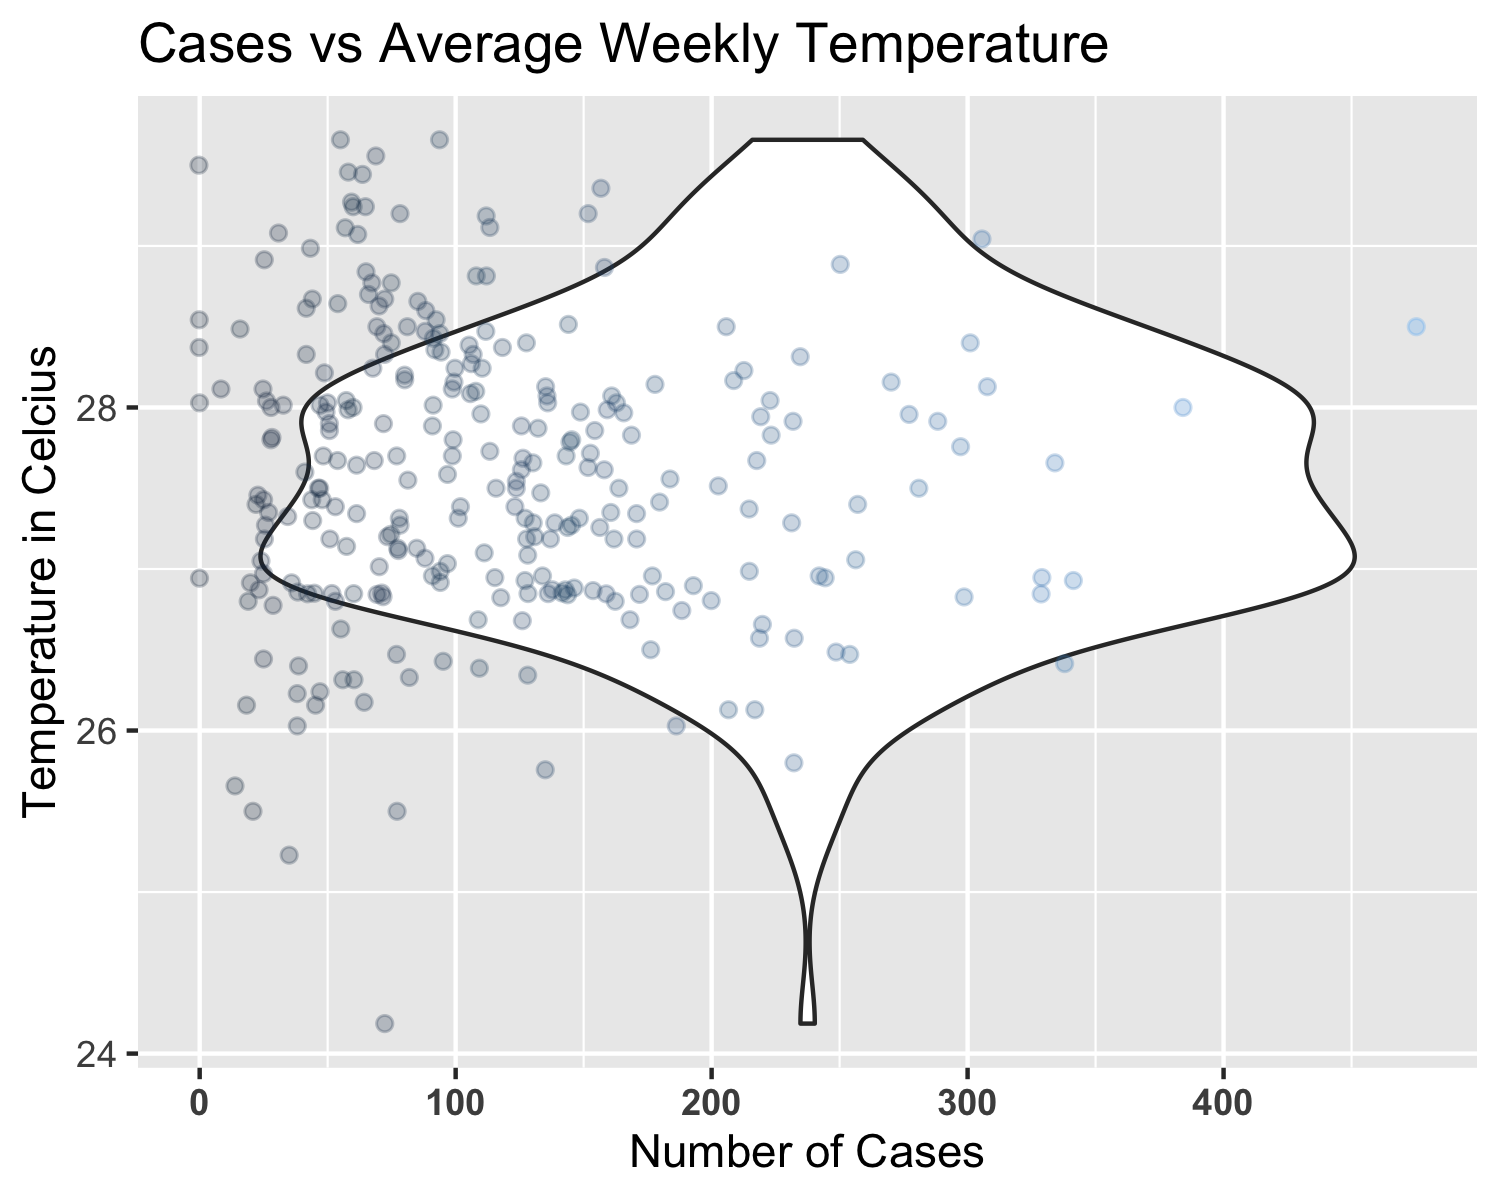 Cases vs Average Weekly Temperature
Temperature in Celcius
28
26
24
0 100 200 300 400
Number of Cases